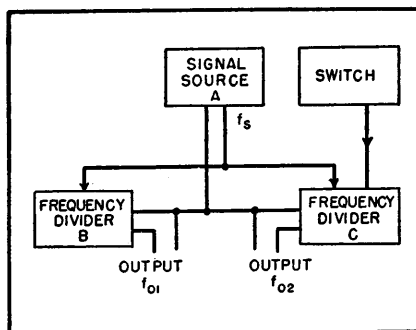 SIGNAL
SOURCE
A
SWITCH
fs
FREQUENCY
DIVIDER
B
FREQUENCY
DIVIDER
C
OUTPUT
fo1
OUTPUT
fo2